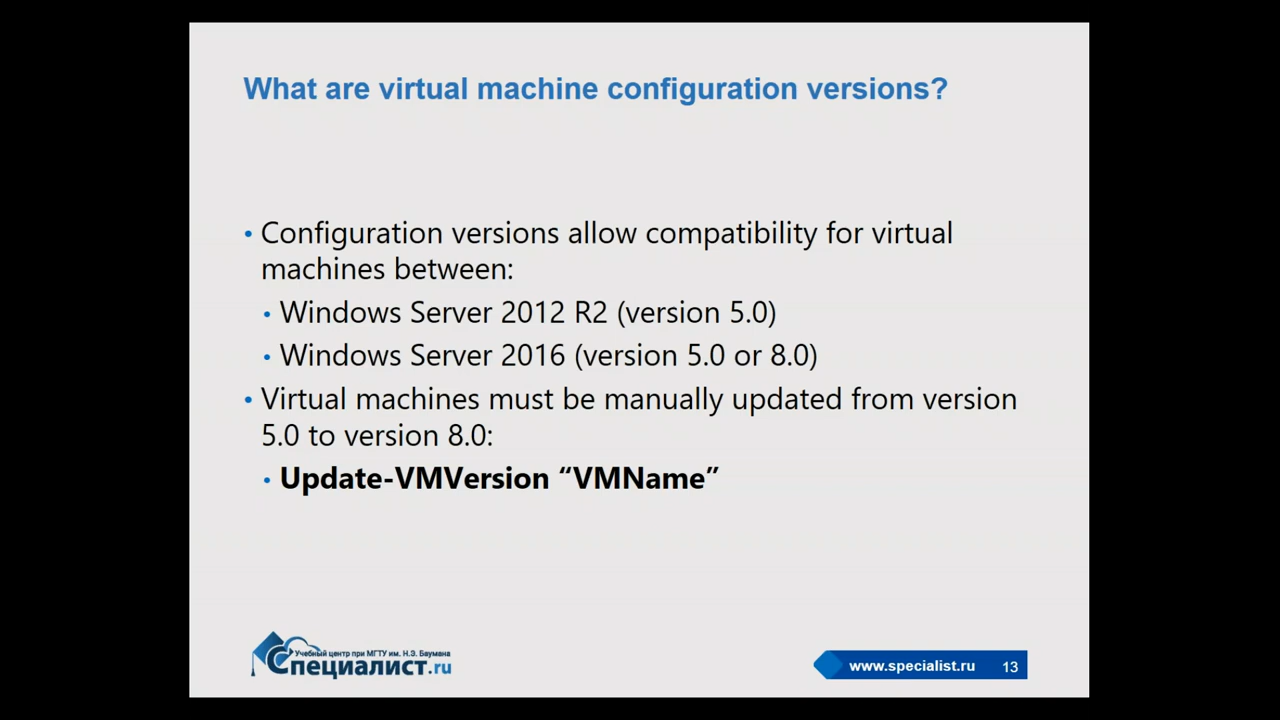 What are virtual machine configuration versions?
• Configuration versions allow compatibility for virtual
machines between:
• Windows Server 2012 R2 (version 5.0)
• Windows Server 2016 (version 5.0 or 8.0)
• Virtual machines must be manually updated from version
5.0 to version 8.0:
• Update-VMVersion “VMName”
Учебный центр при МГТУ им. Н.Э. Баумана
Специалист.ru
www.specialist.ru 13